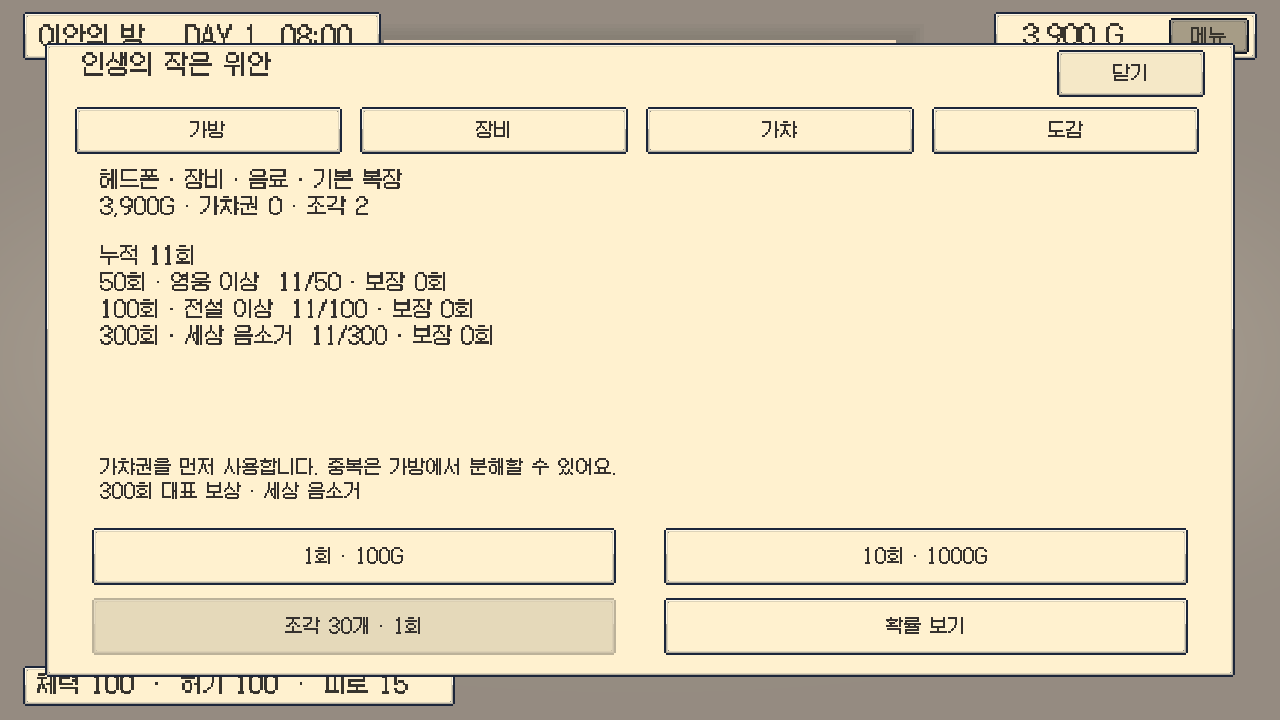 이안의 방 DAY 1 08:00
3,900 G
메뉴
인생의 작은 위안
닫기
가방
장비
가챠
도감
헤드폰 · 장비 · 음료 · 기본 복장
3,900G · 가챠권 0 · 조각 2
누적 11회
50회 · 영웅 이상 11/50 · 보장 0회
100회 · 전설 이상 11/100 · 보장 0회
300회 · 세상 음소거 11/300 · 보장 0회
가챠권을 먼저 사용합니다. 중복은 가방에서 분해할 수 있어요.
300회 대표 보상 · 세상 음소거
1회 · 100G
10회 · 1000G
조각 30개 · 1회
확률 보기
체력 100 · 허기 100 · 피로 15